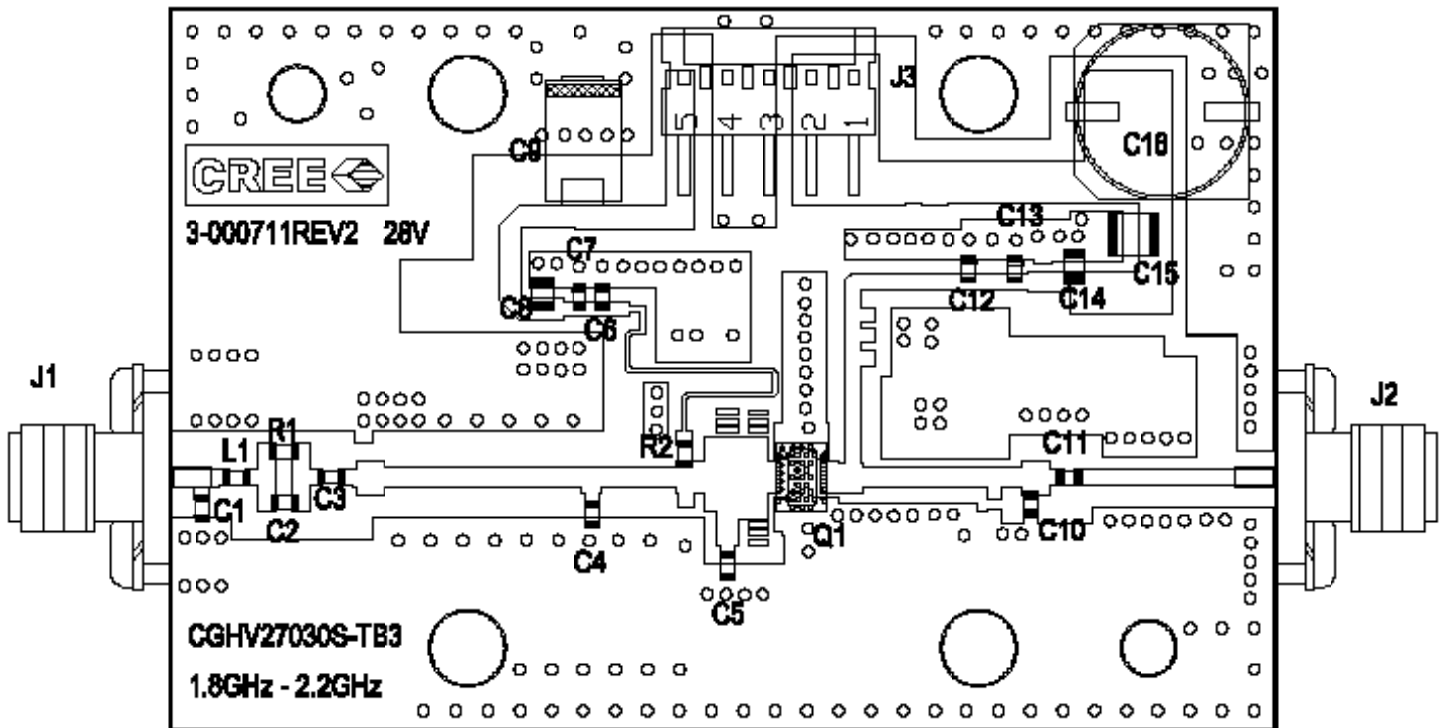 J3
5 4 3 2 1
C9
C16
CREE
3-000711REV2 28V
C13
C7
C15
C8
C6
C12
C14
J1
J2
R1
L1
R2
C11
C1
C3
C2
C4
Q1
C10
C5
CGHV27030S-TB3
1.8GHz - 2.2GHz